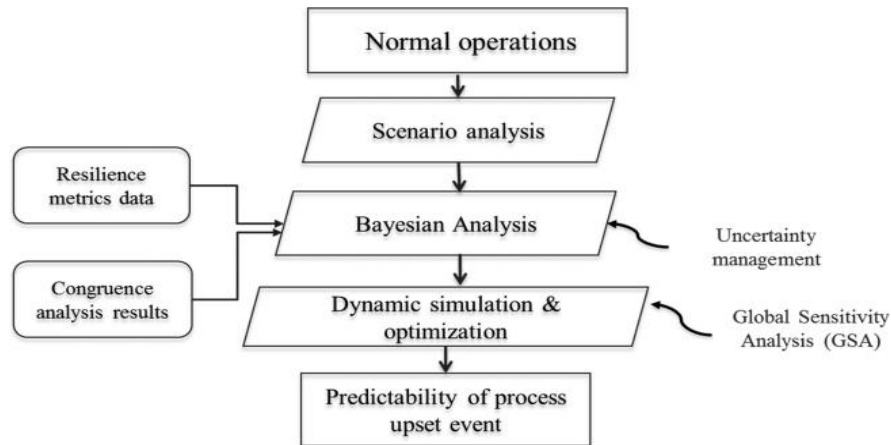 Normal operations
Scenario analysis
Resilience
metrics data
Bayesian Analysis
Uncertainty
management
Congruence
analysis results
Dynamic simulation &
optimization
Global Sensitivity
Analysis (GSA)
Predictability of process
upset event